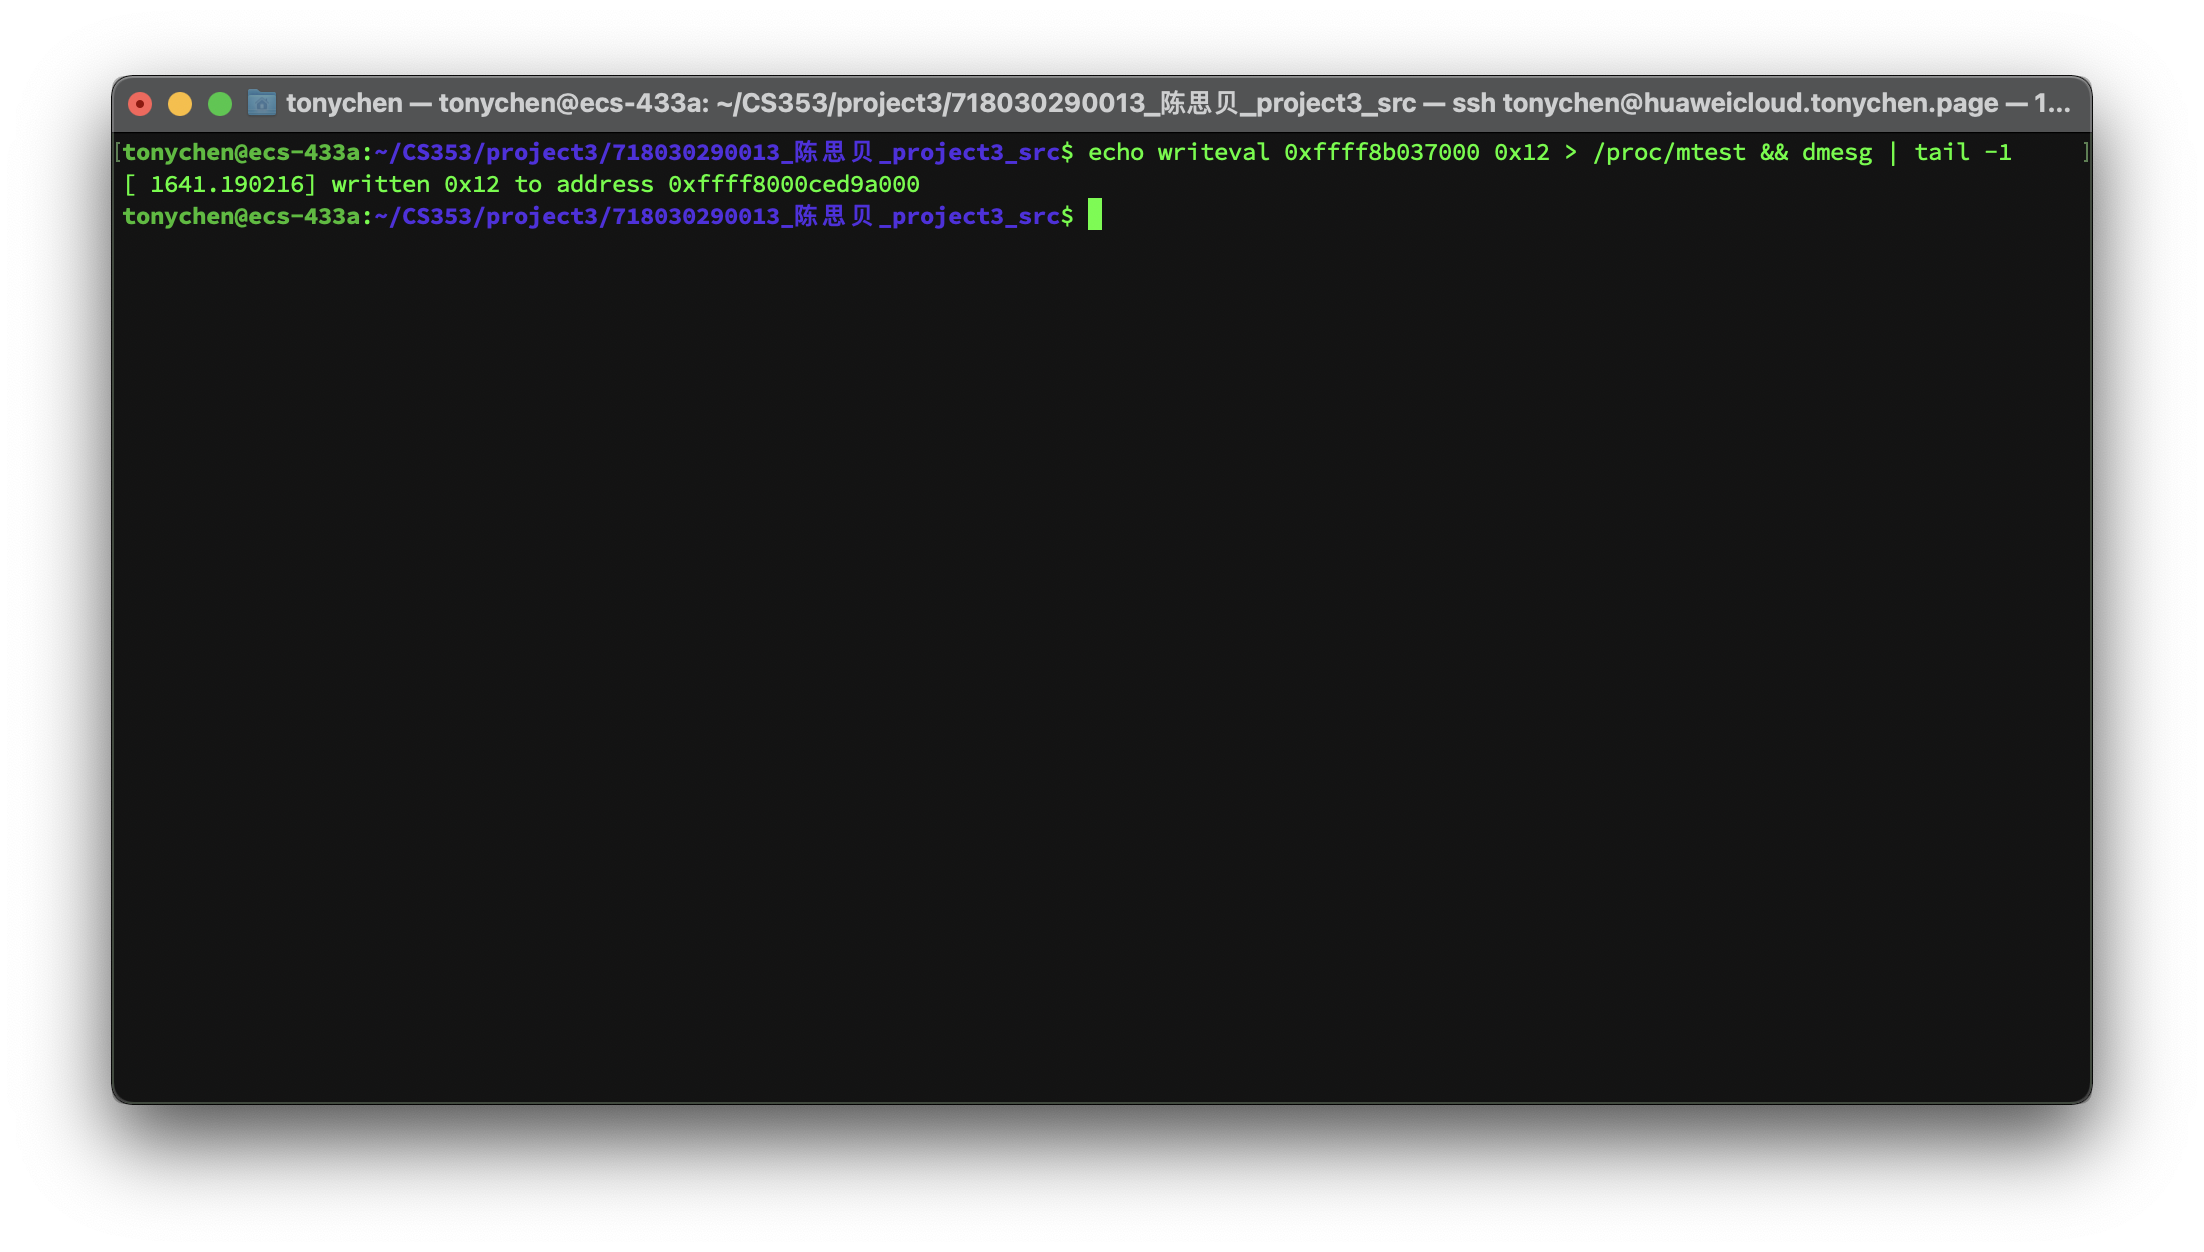 tonychen — tonychen@ecs-433a: ~/CS353/project3/718030290013_陈思贝_project3_src — ssh tonychen@huaweicloud.tonychen.page — 1...
[tonychen@ecs-433a:~/CS353/project3/718030290013_陈思贝_project3_src$ echo writeval 0xffff8b037000 0x12 > /proc/mtest && dmesg | tail -1 ]
[ 1641.190216] written 0x12 to address 0xffff8000ced9a000
tonychen@ecs-433a:~/CS353/project3/718030290013_陈思贝_project3_src$